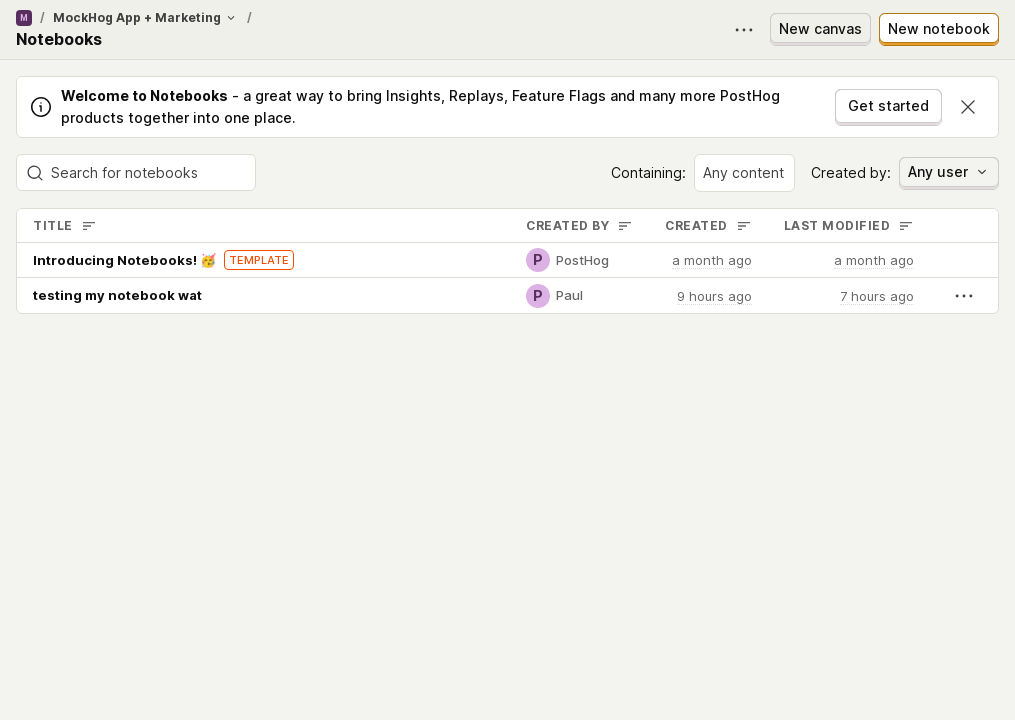 M / MockHog App + Marketing /
Notebooks
New canvas
New notebook
Welcome to Notebooks - a great way to bring Insights, Replays, Feature Flags and many more PostHog
products together into one place.
Get started
Search for notebooks
Containing: Any content
Created by: Any user
TITLE CREATED BY CREATED LAST MODIFIED
Introducing Notebooks! 🥳 TEMPLATE P PostHog a month ago a month ago
testing my notebook wat P Paul 9 hours ago 7 hours ago